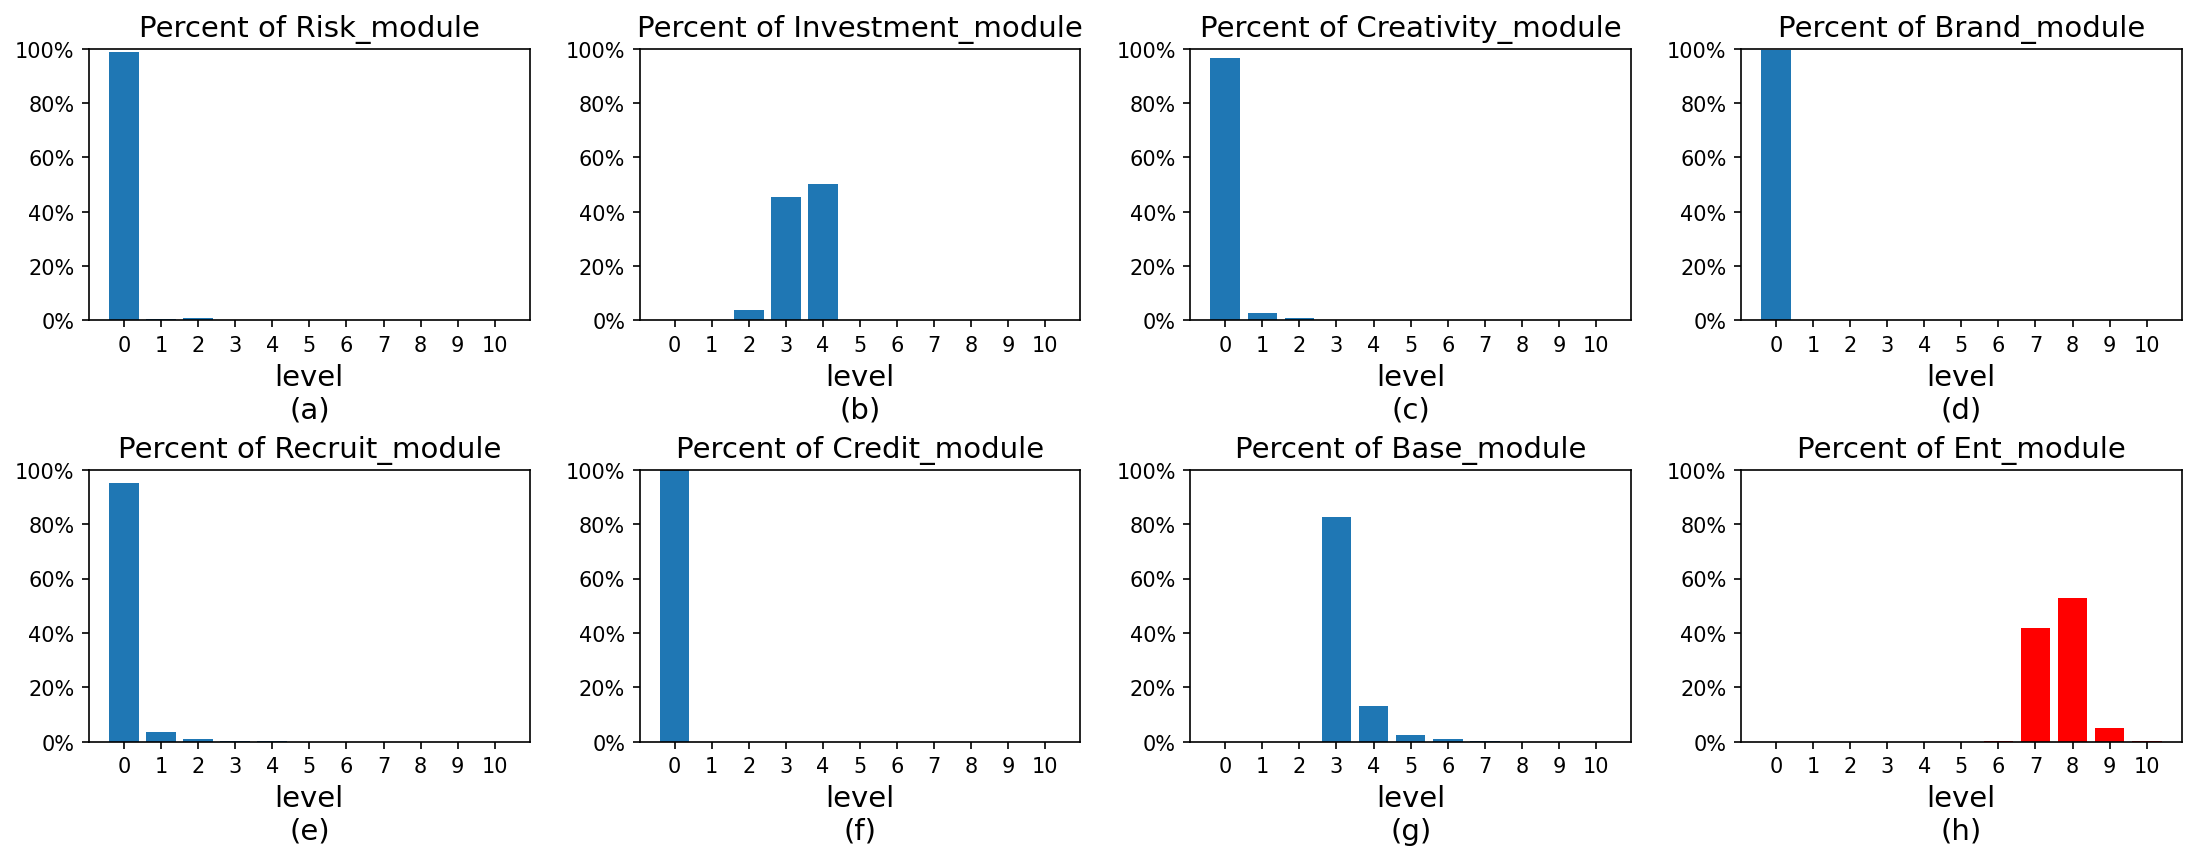 Percent of Risk_module
100%
80%
60%
40%
20%
0%
0 1 2 3 4 5 6 7 8 9 10
level
(a)
Percent of Investment_module
100%
80%
60%
40%
20%
0%
0 1 2 3 4 5 6 7 8 9 10
level
(b)
Percent of Creativity_module
100%
80%
60%
40%
20%
0%
0 1 2 3 4 5 6 7 8 9 10
level
(c)
Percent of Brand_module
100%
80%
60%
40%
20%
0%
0 1 2 3 4 5 6 7 8 9 10
level
(d)
Percent of Recruit_module
100%
80%
60%
40%
20%
0%
0 1 2 3 4 5 6 7 8 9 10
level
(e)
Percent of Credit_module
100%
80%
60%
40%
20%
0%
0 1 2 3 4 5 6 7 8 9 10
level
(f)
Percent of Base_module
100%
80%
60%
40%
20%
0%
0 1 2 3 4 5 6 7 8 9 10
level
(g)
Percent of Ent_module
100%
80%
60%
40%
20%
0%
0 1 2 3 4 5 6 7 8 9 10
level
(h)